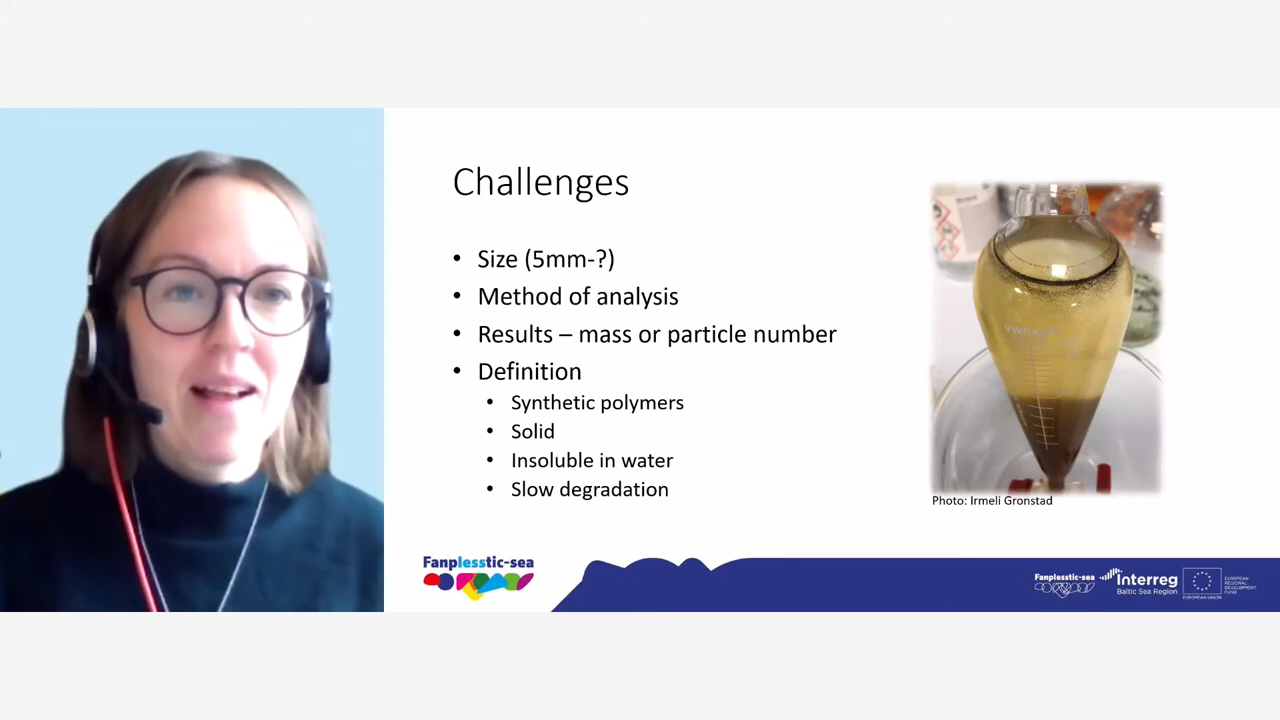 Challenges
• Size (5mm-?)
• Method of analysis
• Results – mass or particle number
• Definition
• Synthetic polymers
• Solid
• Insoluble in water
• Slow degradation
Photo: Irmeli Gronstad
Fanplesstic-sea
Fanplesstic-sea
Interreg
Baltic Sea Region
EUROPEAN UNION
EUROPEAN
REGIONAL
DEVELOPMENT
FUND